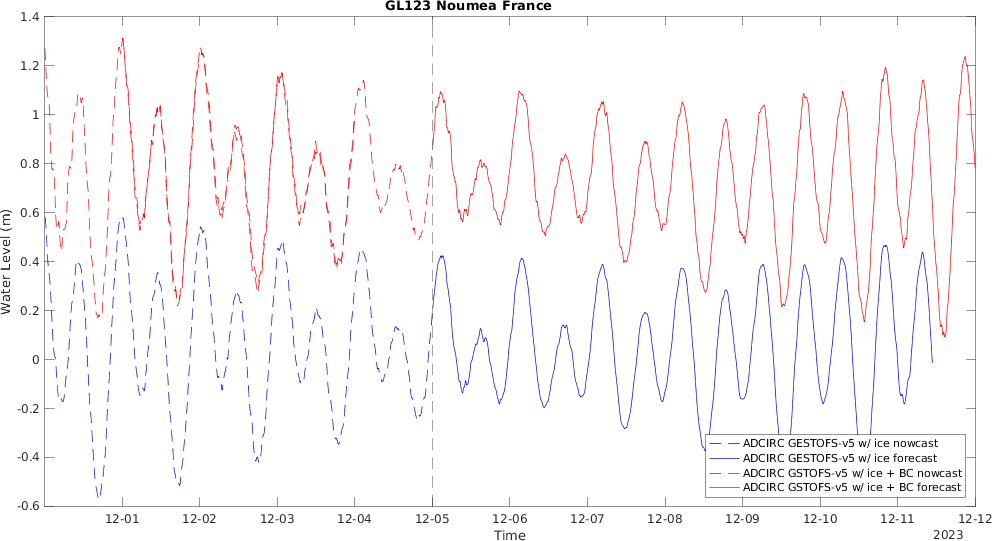 GL123 Noumea France
1.4
1.2
1
0.8
0.6
0.4
0.2
0
-0.2
-0.4
-0.6
Water Level (m)
ADCIRC GESTOFS-v5 w/ ice nowcast
ADCIRC GESTOFS-v5 w/ ice forecast
ADCIRC GSTOFS-v5 w/ ice + BC nowcast
ADCIRC GSTOFS-v5 w/ ice + BC forecast
12-01 12-02 12-03 12-04 12-05 12-06 12-07 12-08 12-09 12-10 12-11 12-12
Time
2023